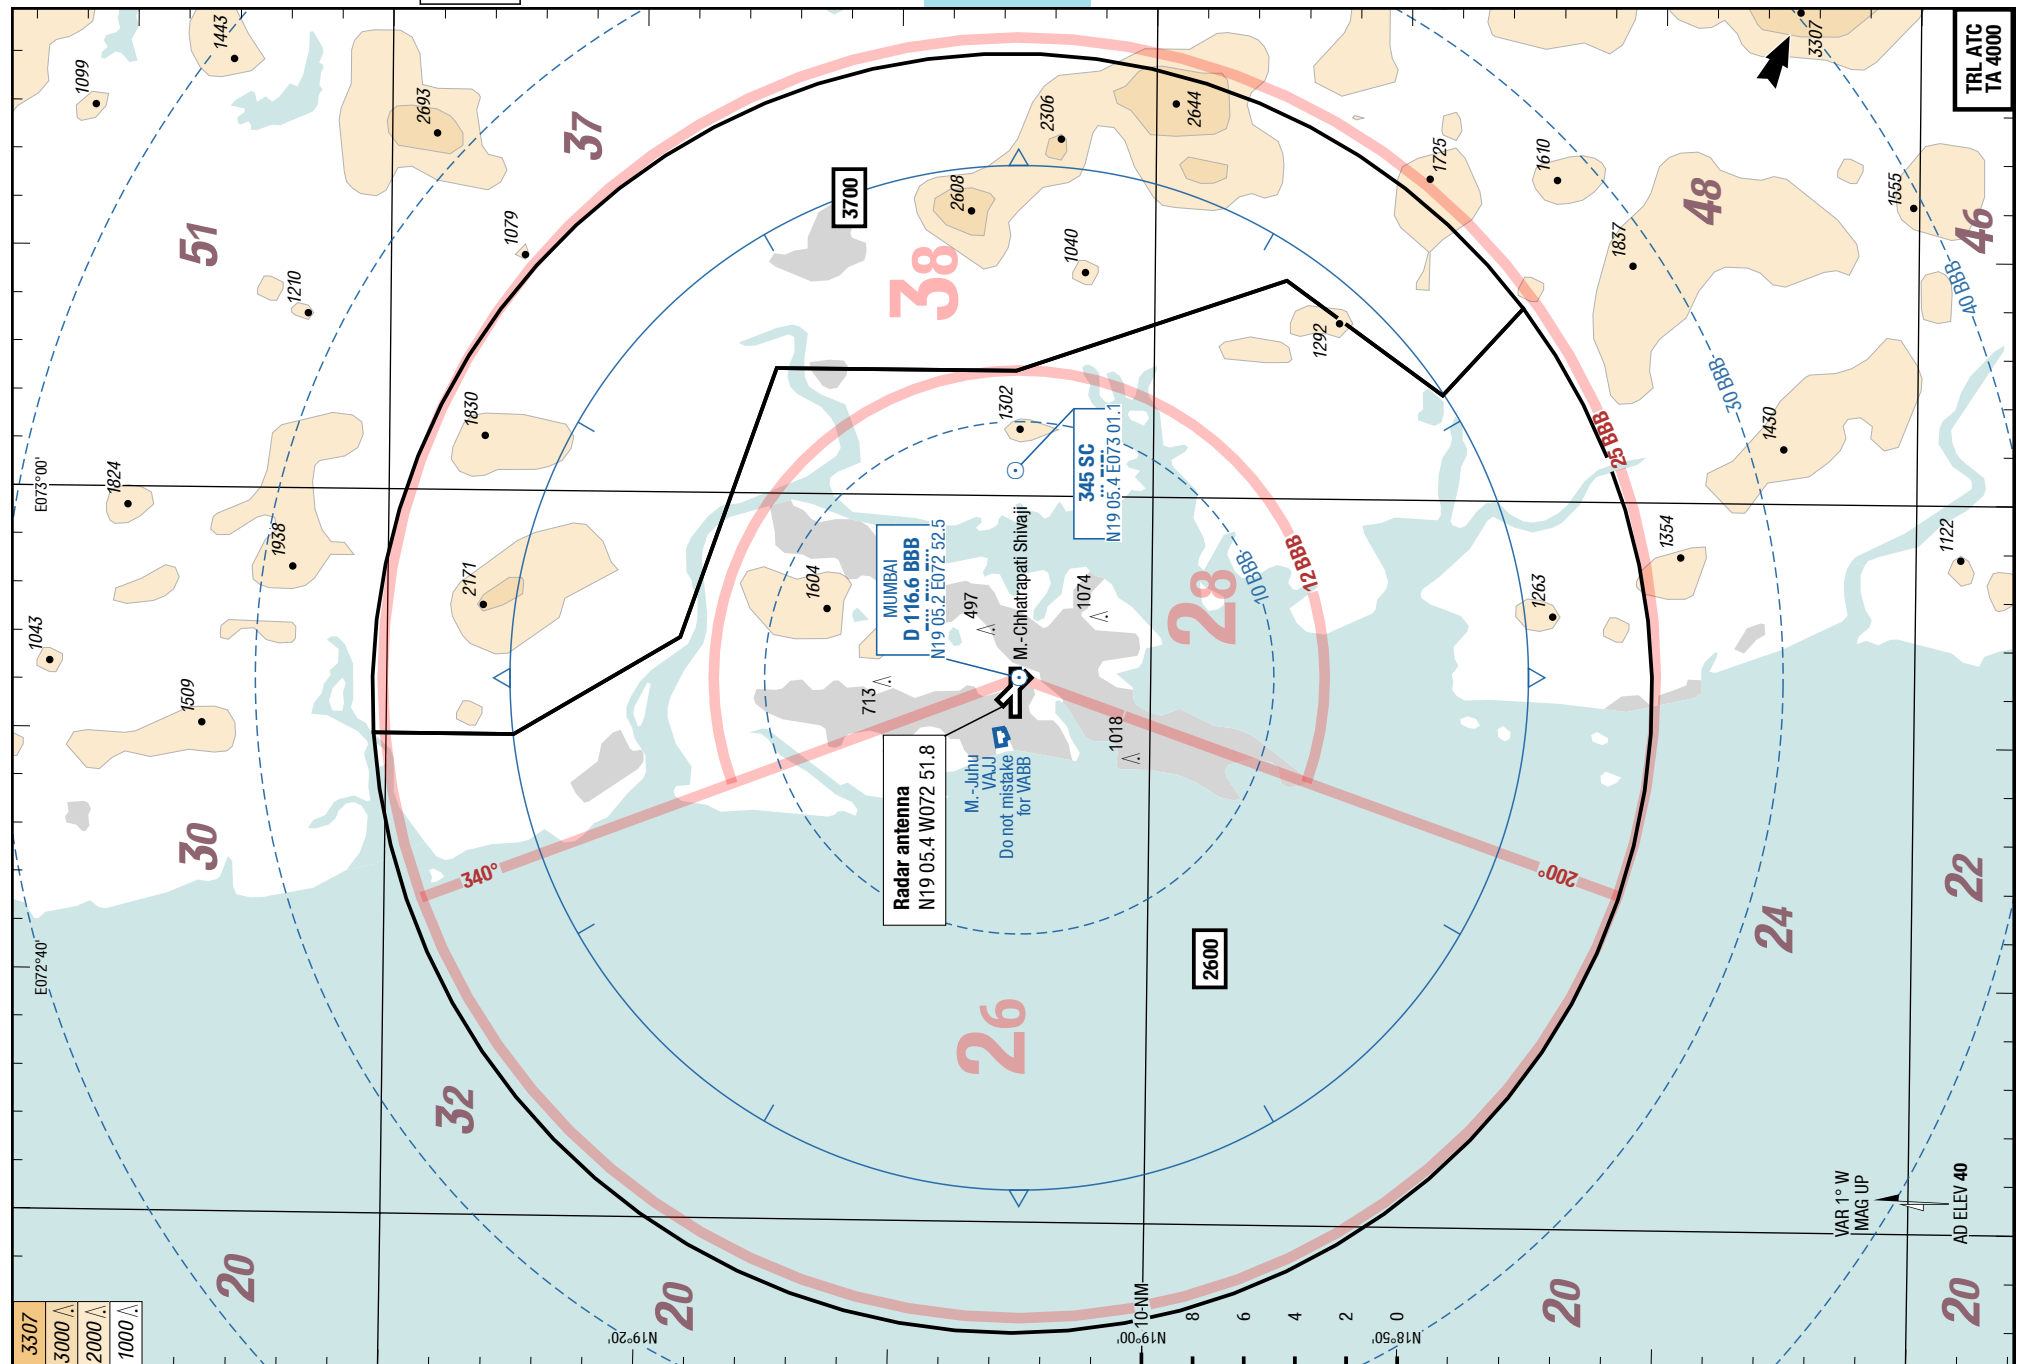 TRL ATC
TA 4000
1443
1099
2693
37
51
1079
1210
3307
2306
2644
2608
1040
3700
38
1725
1610
1837
48
1555
46
40 BBB
30 BBB
25 BBB
1292
1830
1824
E073°00'
1938
2171
1043
1509
1302
345 SC
N19 05.4 E073 01.1
MUMBAI
D 116.6 BBB
N19 05.2 E072 52.5
M.-Chhatrapati Shivaji
1604
497
1074
713
1018
10 BBB
12 BBB
28
1430
1354
1263
1122
Radar antenna
N19 05.4 W072 51.8
M.-Juhu
VAJJ
Do not mistake
for VABB
340°
200°
30
E072°40'
2600
26
24
22
32
20
20
20
20
VAR 1° W
MAG UP
AD ELEV 40
N19°20'
N19°00'
N18°50'
10 NM
8
6
4
2
0
3307
3000
2000
1000